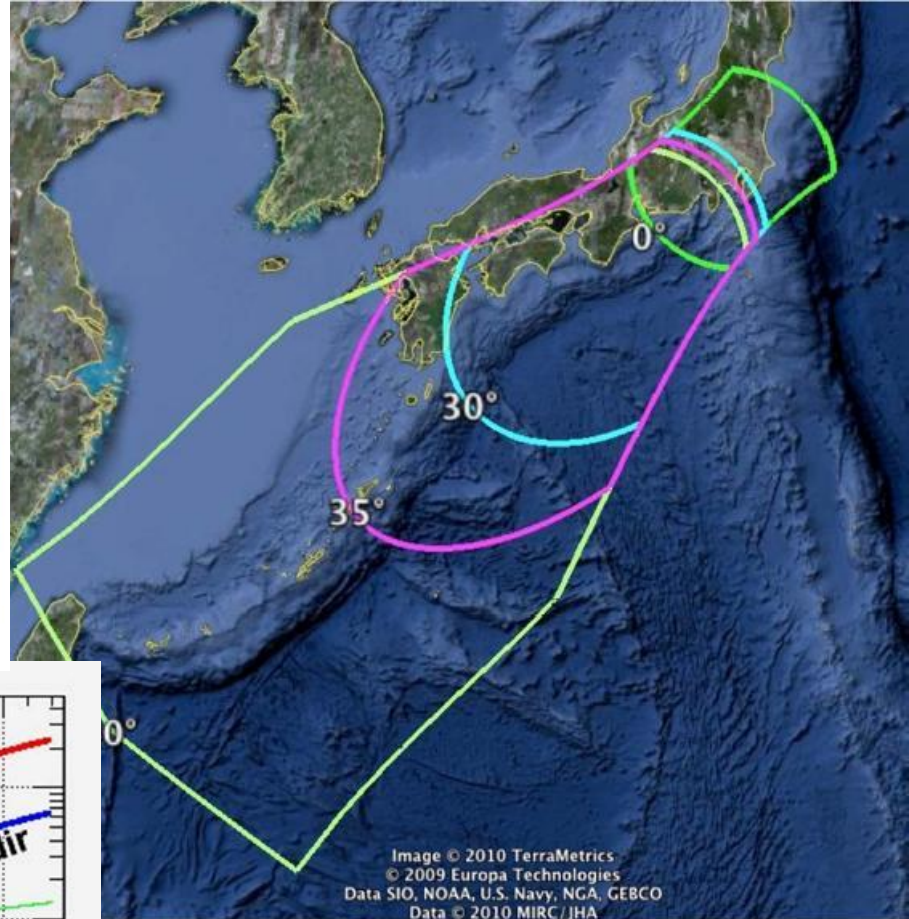 0°
30°
35°
0°
Image © 2010 TerraMetrics
© 2009 Europa Technologies
Data SIO, NOAA, U.S. Navy, NGA, GEBCO
Data © 2010 MIRC/JHA